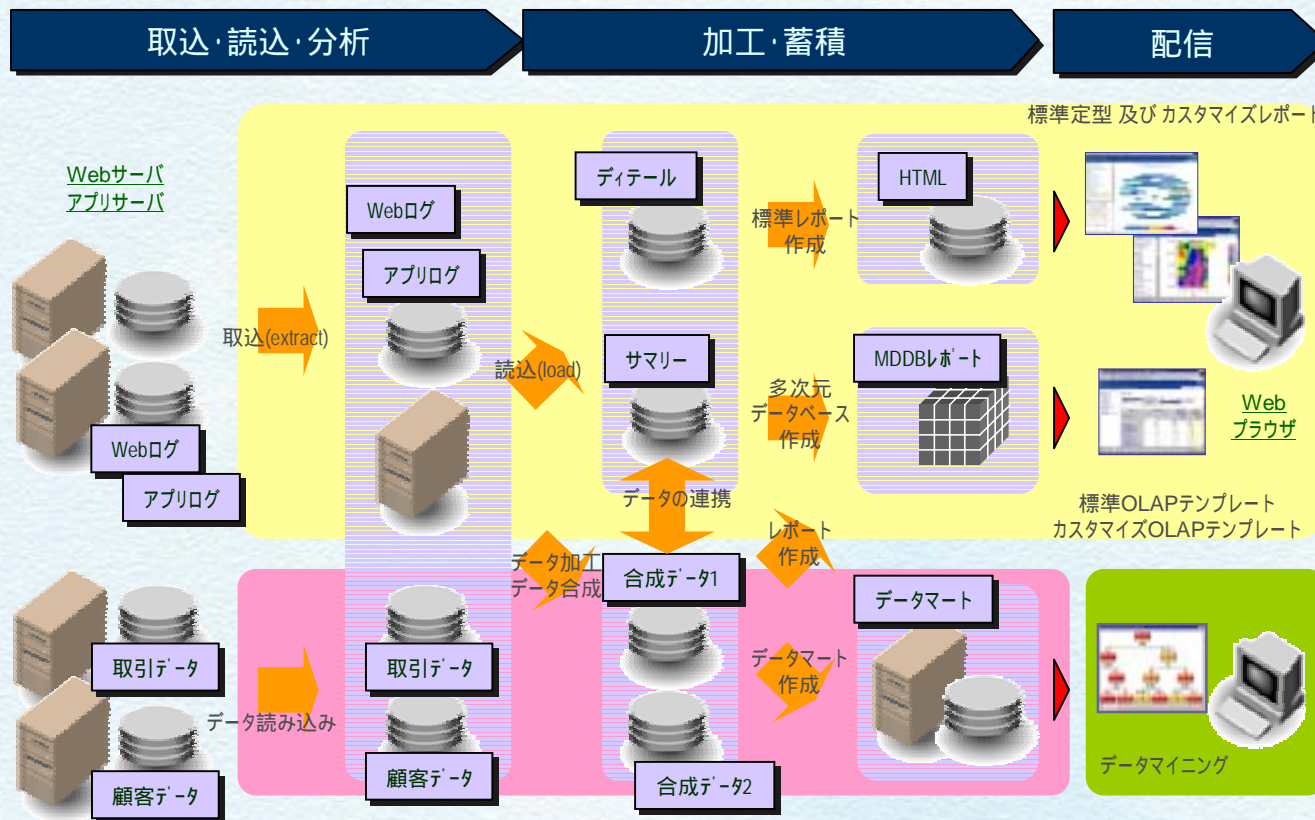 取込・読込・分析
加工・蓄積
配信
標準定型 及び カスタマイズレポート
Webサーバ
アプリサーバ
Webログ
アプリログ
取込(extract)
Webログ
アプリログ
読込(load)
ディテール
標準レポート
作成
HTML
サマリー
多次元
データベース
作成
MDDBレポート
Web
ブラウザ
標準OLAPテンプレート
カスタマイズOLAPテンプレート
データの連携
レポート
作成
データ加工
データ合成
合成データ1
データマート
取引データ
顧客データ
データ読み込み
取引データ
顧客データ
合成データ2
データマート
作成
データマイニング